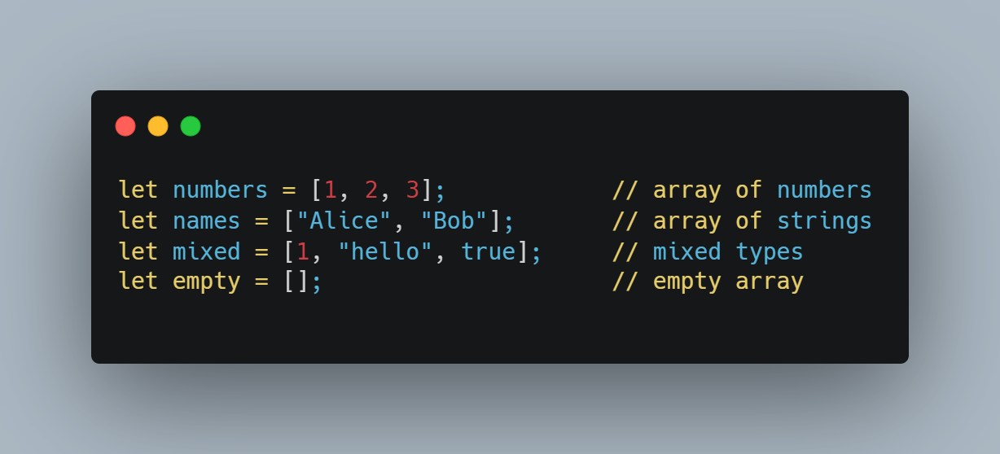 let numbers = [1, 2, 3];            // array of numbers
let names = ["Alice", "Bob"];       // array of strings
let mixed = [1, "hello", true];     // mixed types
let empty = [];                     // empty array